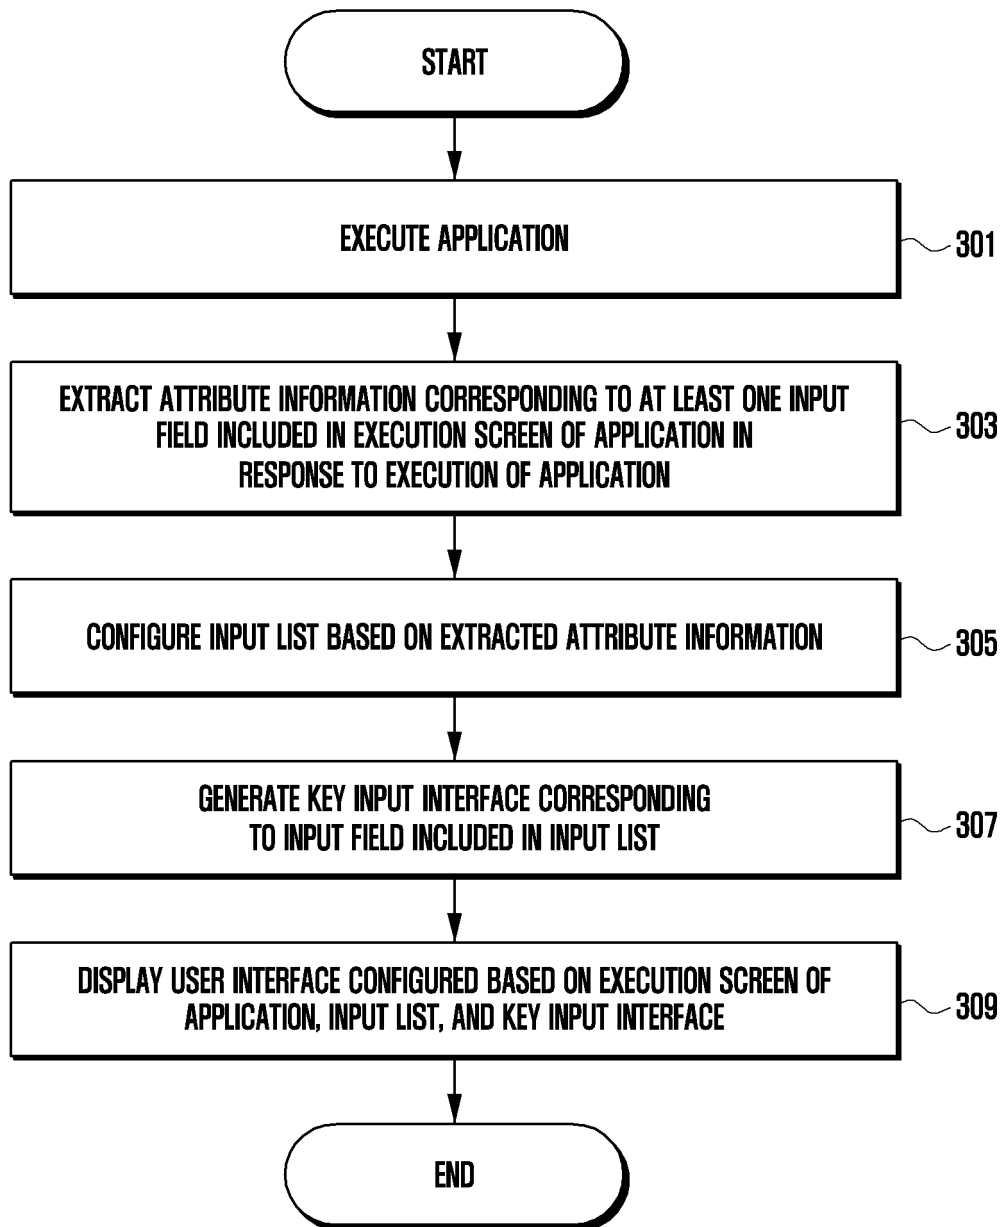 START
EXECUTE APPLICATION
301
EXTRACT ATTRIBUTE INFORMATION CORRESPONDING TO AT LEAST ONE INPUT
FIELD INCLUDED IN EXECUTION SCREEN OF APPLICATION IN
RESPONSE TO EXECUTION OF APPLICATION
303
CONFIGURE INPUT LIST BASED ON EXTRACTED ATTRIBUTE INFORMATION
305
GENERATE KEY INPUT INTERFACE CORRESPONDING
TO INPUT FIELD INCLUDED IN INPUT LIST
307
DISPLAY USER INTERFACE CONFIGURED BASED ON EXECUTION SCREEN OF
APPLICATION, INPUT LIST, AND KEY INPUT INTERFACE
309
END